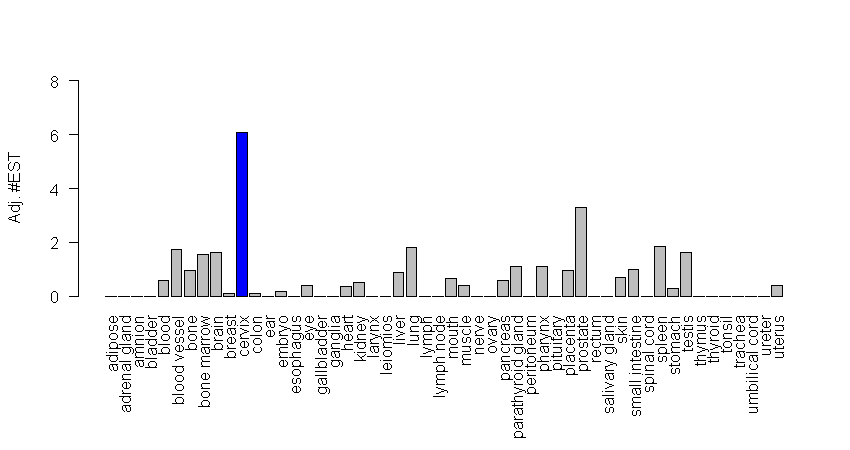 8
6
4
2
0
Adj. #EST
adipose
adrenal gland
amnion
bladder
blood
blood vessel
bone
bone marrow
brain
breast
cervix
colon
ear
embryo
esophagus
eye
gallbladder
ganglia
heart
kidney
larynx
leiomios
liver
lung
lymph
lymph node
mouth
muscle
nerve
ovary
pancreas
parathyroid gland
peritoneum
pharynx
pituitary
placenta
prostate
rectum
salivary gland
skin
small intestine
spinal cord
spleen
stomach
testis
thymus
thyroid
tonsil
trachea
umbilical cord
ureter
uterus